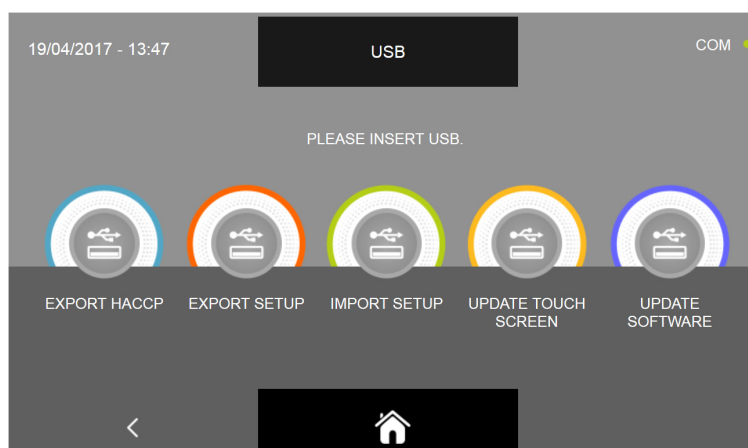 19/04/2017 - 13:47
USB
COM
PLEASE INSERT USB.
EXPORT HACCP
EXPORT SETUP
IMPORT SETUP
UPDATE TOUCH
SCREEN
UPDATE
SOFTWARE